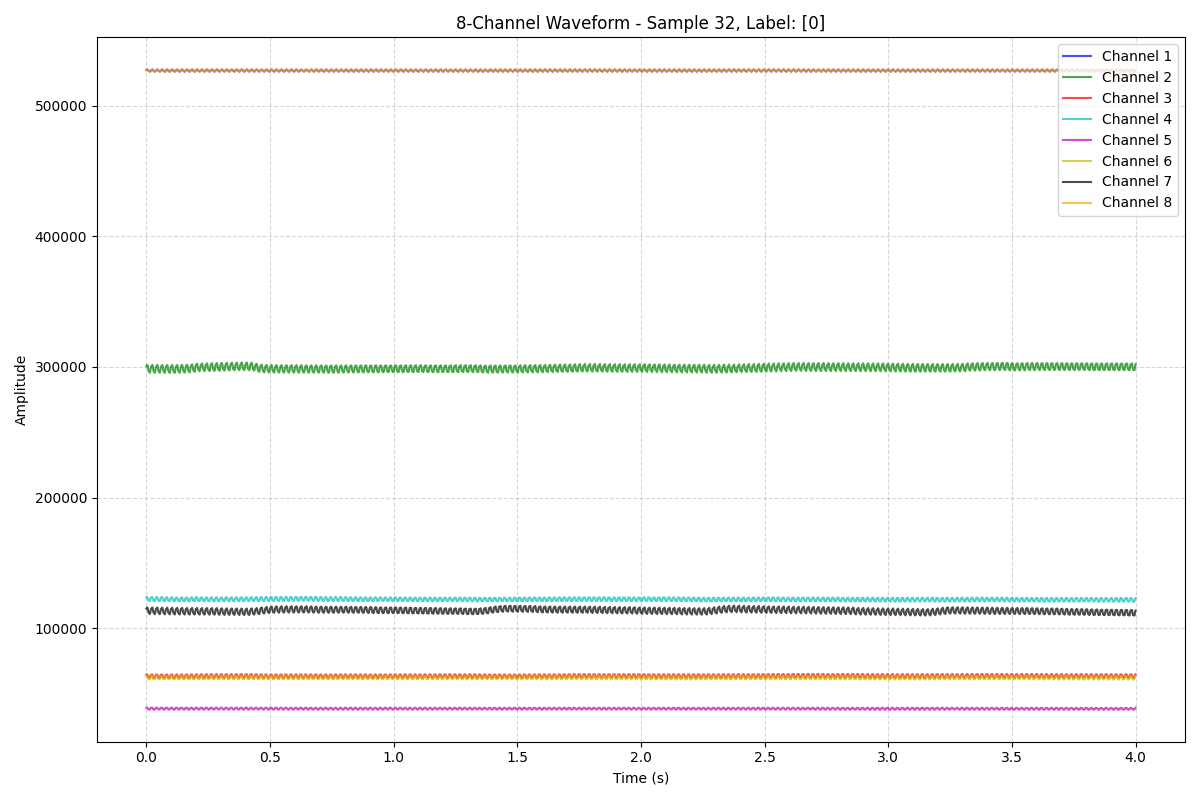 8-Channel Waveform - Sample 32, Label: [0]
Channel 1
Channel 2
Channel 3
Channel 4
Channel 5
Channel 6
Channel 7
Channel 8
500000
400000
300000
200000
100000
Amplitude
0.0 0.5 1.0 1.5 2.0 2.5 3.0 3.5 4.0
Time (s)